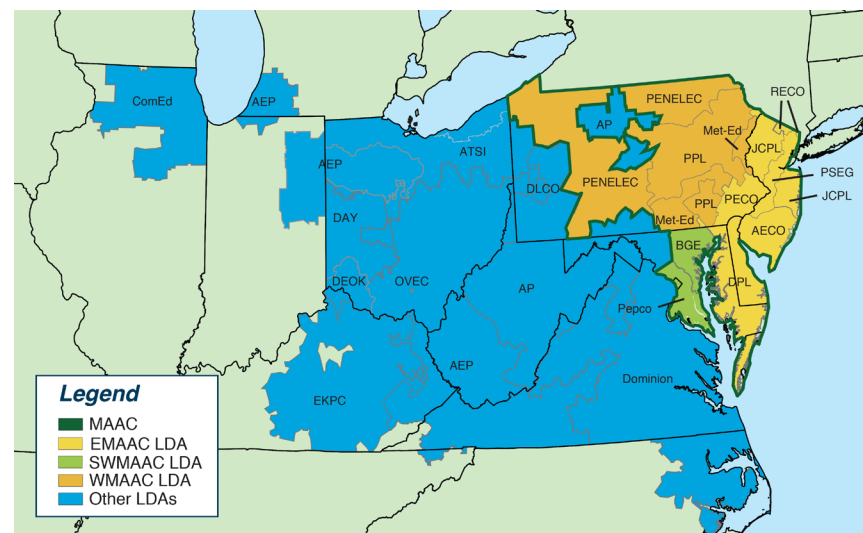 RECO
ComEd
AEP
PENELEC
AP
Met-Ed
JCPL
ATSI
AEP
PPL
PSEG
DLCO
PENELEC
PECO
JCPL
PPL
DAY
Met-Ed
AECO
BGE
DEOK
OVEC
AP
DPL
Pepco
AEP
Dominion
EKPC
Legend
MAAC
EMAAC LDA
SWMAAC LDA
WMAAC LDA
Other LDAs